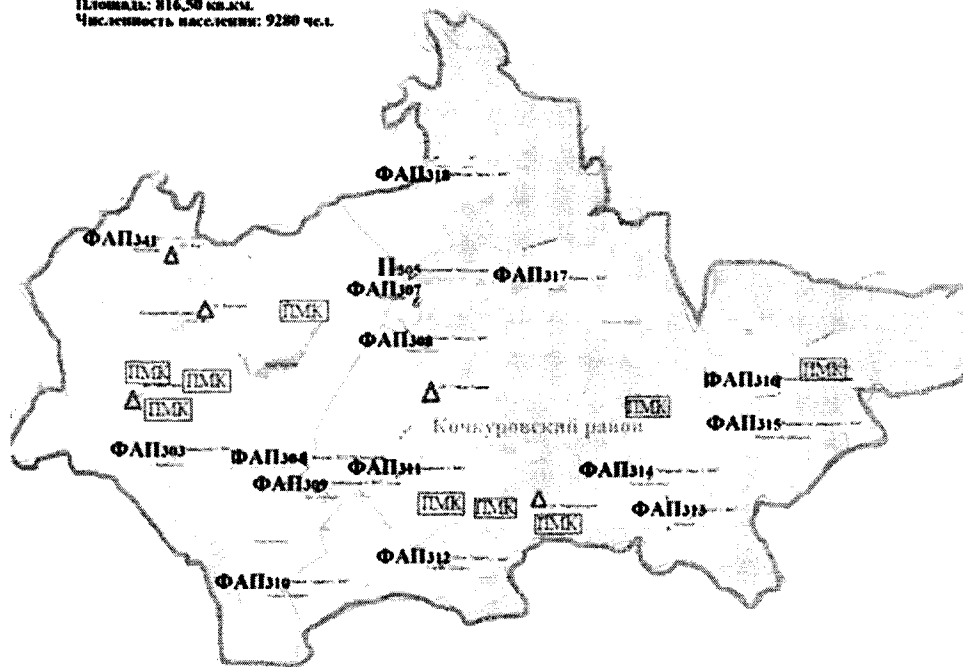 Площадь: 816,50 кв.км.
Численность населения: 9280 чел.
ФАП318
ФАП341
П505
ФАП317
ФАП307
ПМК
ФАП308
ПМК
ПМК
ФАП316
ПМК
ПМК
ПМК
Кочкуровский район
ФАП315
ФАП303
ФАП304
ФАП311
ФАП314
ФАП309
ПМК
ПМК
ФАП313
ПМК
ФАП312
ФАП310